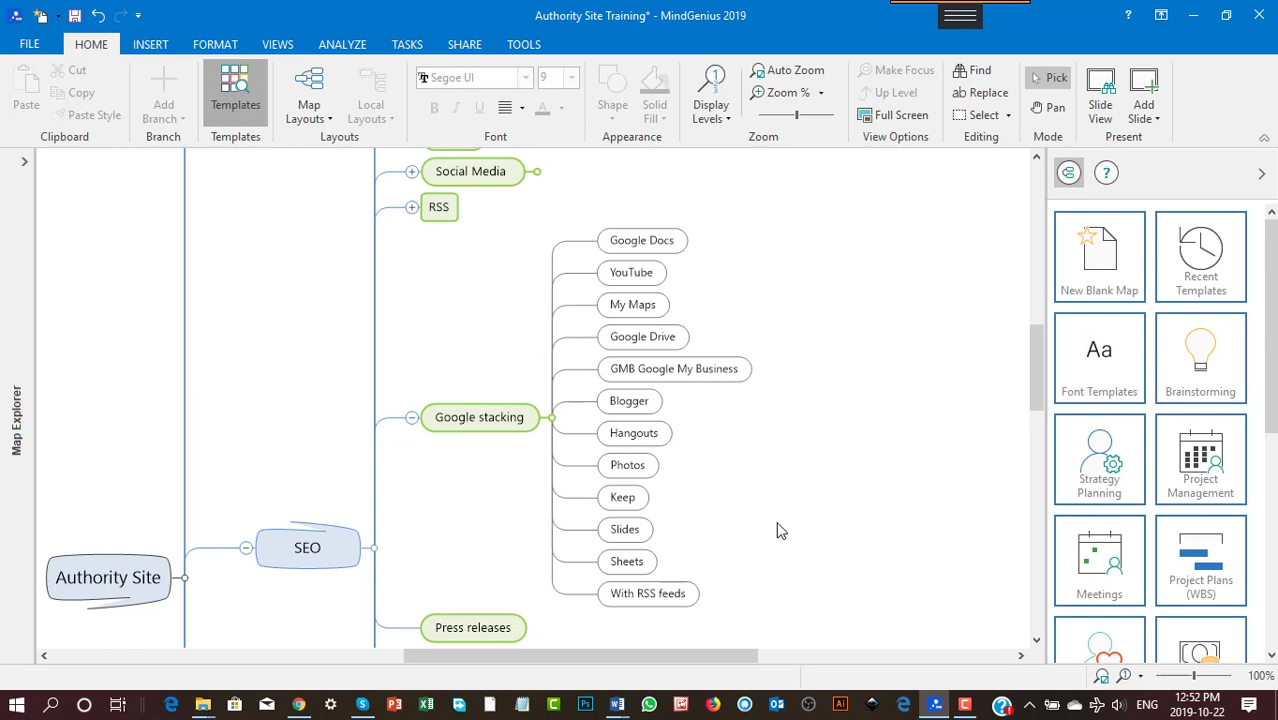 Authority Site Training* - MindGenius 2019
FILE
HOME
INSERT
FORMAT
VIEWS
ANALYZE
TASKS
SHARE
TOOLS
Paste
Cut
Copy
Paste Style
Clipboard
Add
Branch
Branch
Templates
Templates
Map
Layouts
Local
Layouts
Layouts
Segoe UI
9
B
I
U
A
Font
Shape
Solid
Fill
Appearance
Display
Levels
Auto Zoom
Zoom %
Zoom
Make Focus
Up Level
Full Screen
View Options
Find
Replace
Select
Editing
Pick
Pan
Mode
Slide
View
Add
Slide
Present
Map Explorer
Social Media
RSS
Google Docs
YouTube
My Maps
Google Drive
GMB Google My Business
Blogger
Google stacking
Hangouts
Photos
Keep
Slides
Sheets
With RSS feeds
SEO
Authority Site
Press releases
New Blank Map
Recent
Templates
Aa
Font Templates
Brainstorming
Strategy
Planning
Project
Management
Meetings
Project Plans
(WBS)
100%
ENG
12:52 PM
2019-10-22